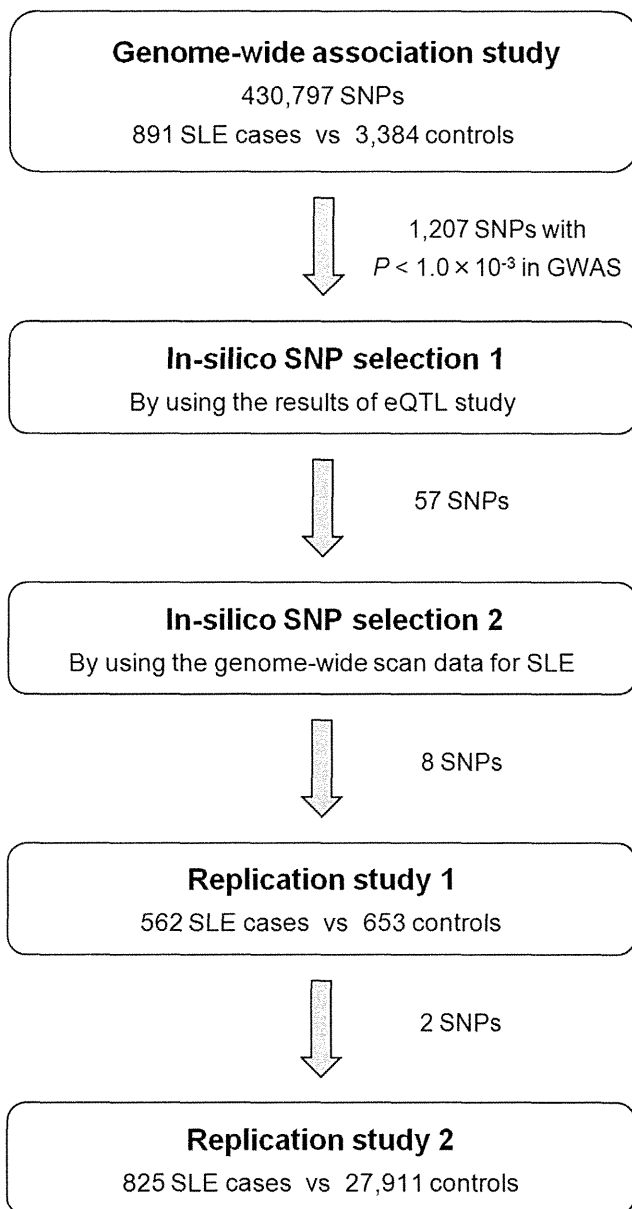 Genome-wide association study
430,797 SNPs
891 SLE cases vs 3,384 controls
1,207 SNPs with
P < 1.0 × 10⁻³ in GWAS
In-silico SNP selection 1
By using the results of eQTL study
57 SNPs
In-silico SNP selection 2
By using the genome-wide scan data for SLE
8 SNPs
Replication study 1
562 SLE cases vs 653 controls
2 SNPs
Replication study 2
825 SLE cases vs 27,911 controls